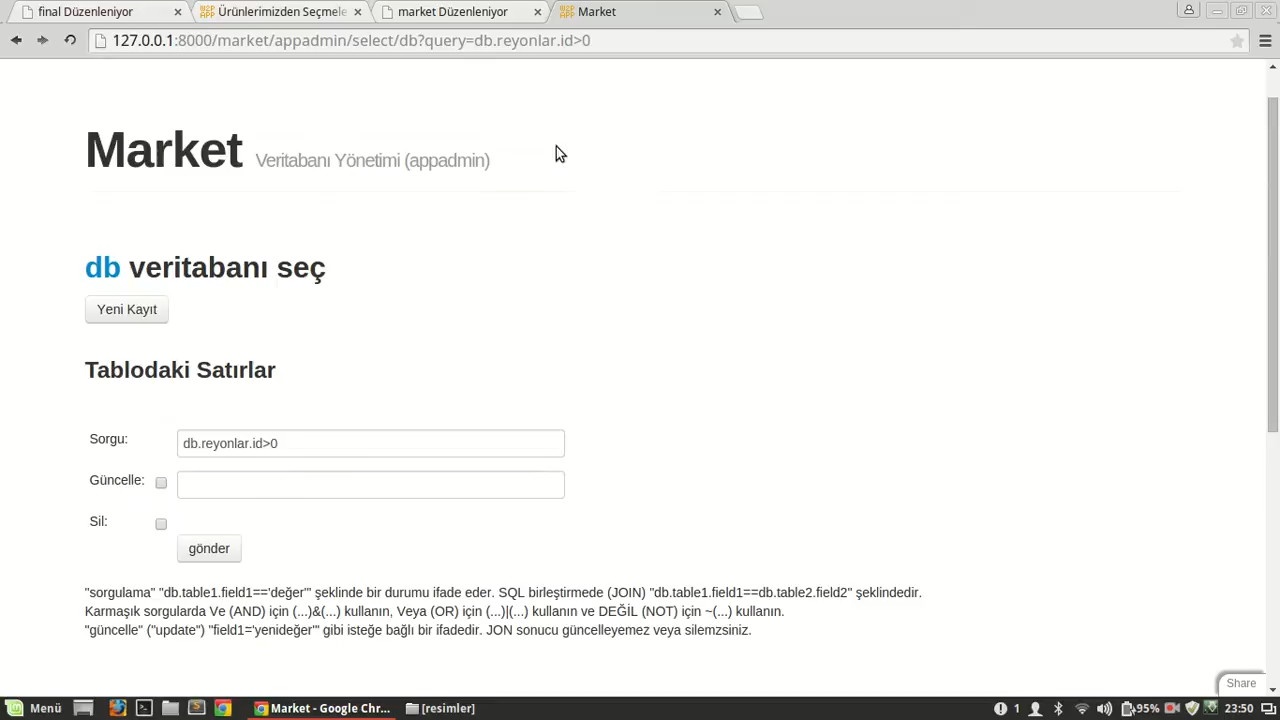 final Düzenleyici
Ürünlerimizden Seçmele
market Düzenleyici
Market
127.0.0.1:8000/market/appadmin/select/db?query=db.reyonlar.id>0
Market Veritabanı Yönetimi (appadmin)
db veritabanı seç
Yeni Kayıt
Tablodaki Satırlar
Sorgu:
db.reyonlar.id>0
Güncelle:
Sil:
gönder
"sorgulama" "db.table1.field1=='değer'" şeklinde bir durumu ifade eder. SQL birleştirmede (JOIN) "db.table1.field1==db.table2.field2" şeklindedir.
Karmaşık sorgularda Ve (AND) için (...)&(...) kullanın, Veya (OR) için (...)|(...) kullanın ve DEĞİL (NOT) için ~(...) kullanın.
"güncelle" ("update") "field1='yenideğer'" gibi isteğe bağlı bir ifadedir. JON sonucu güncelleyemez veya silemzsiniz.
Share
Menü
Market - Google Chr...
[resimler]
1
95%
23:50